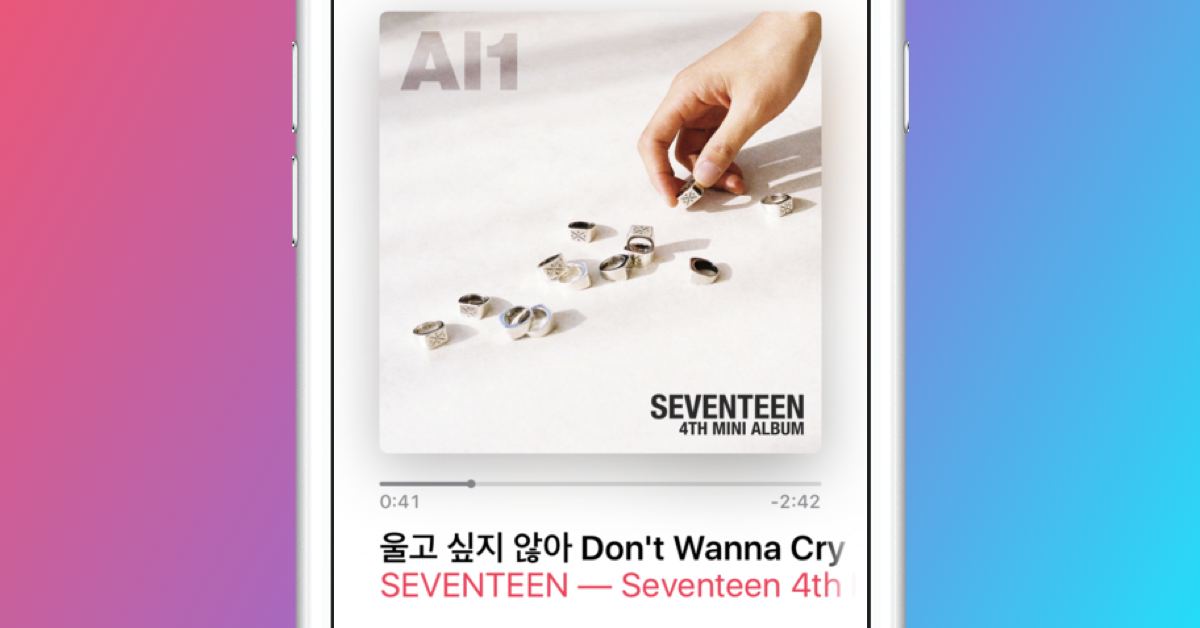 Al1
SEVENTEEN
4TH MINI ALBUM
0:41
-2:42
울고 싶지 않아 Don't Wanna Cry
SEVENTEEN — Seventeen 4th